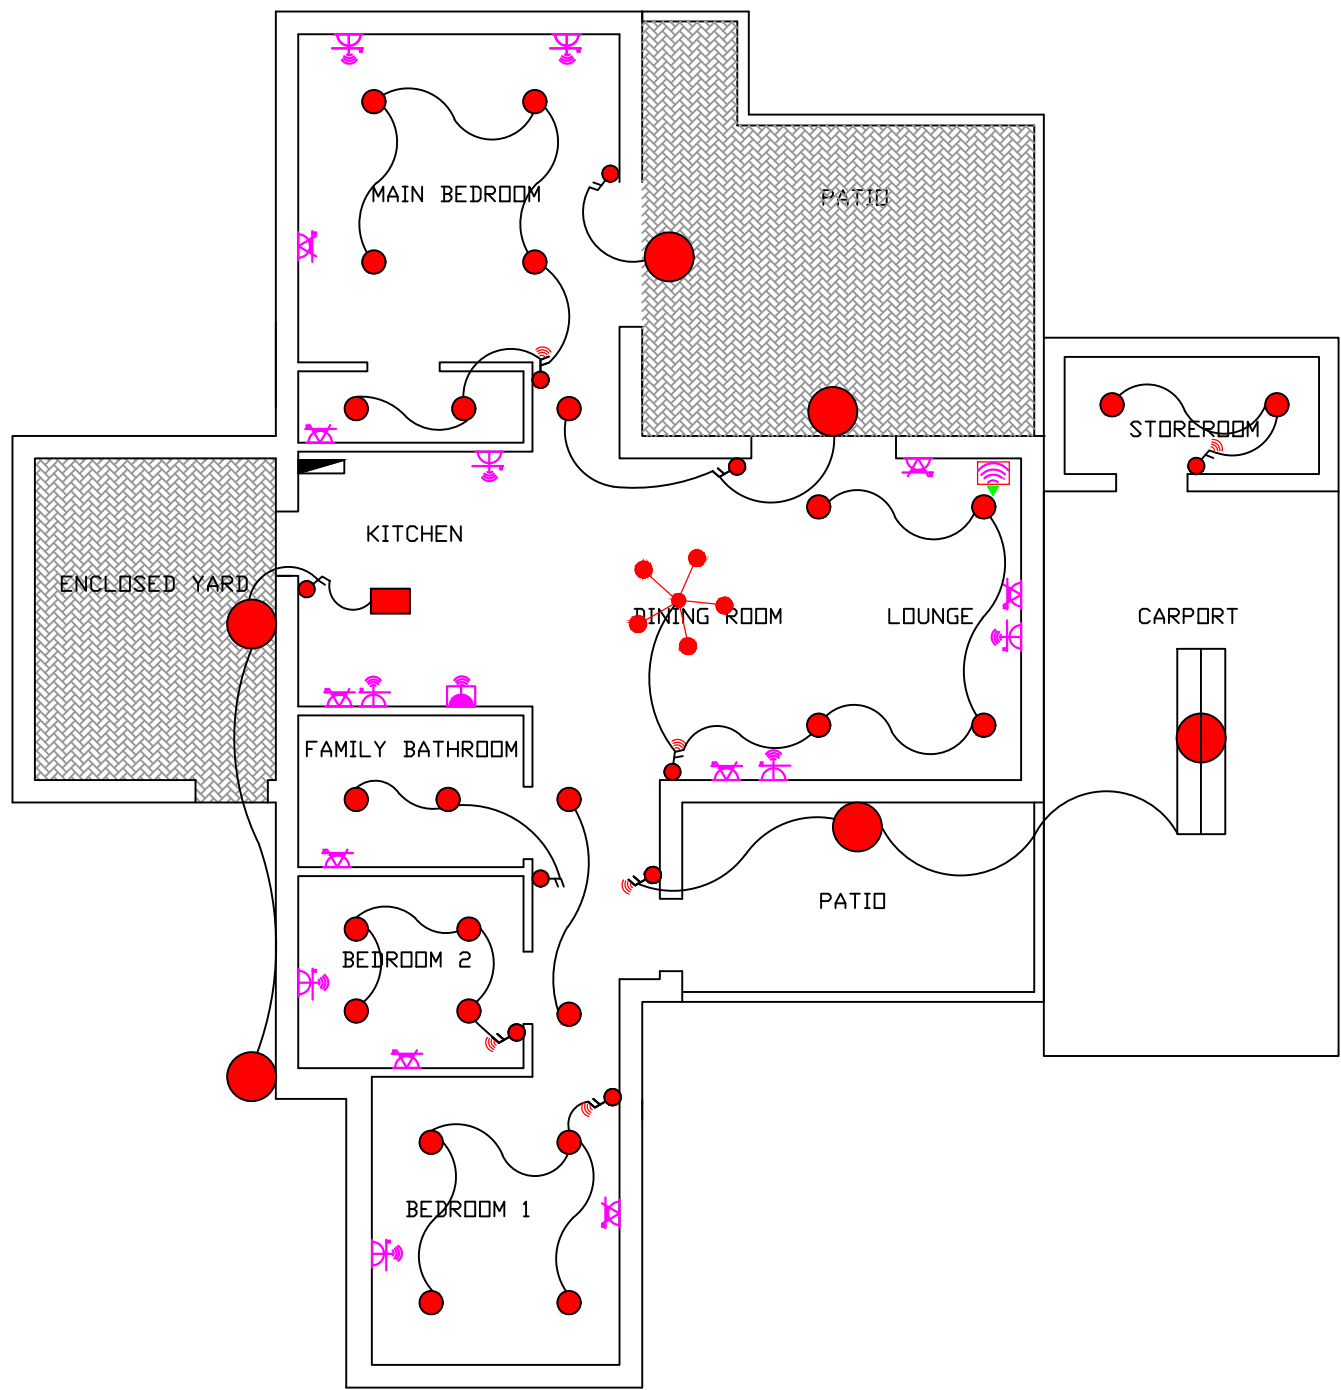 MAIN BEDROOM
PATIO
STOREROOM
KITCHEN
ENCLOSED YARD
DINING ROOM
LOUNGE
CARPORT
FAMILY BATHROOM
PATIO
BEDROOM 2
BEDROOM 1